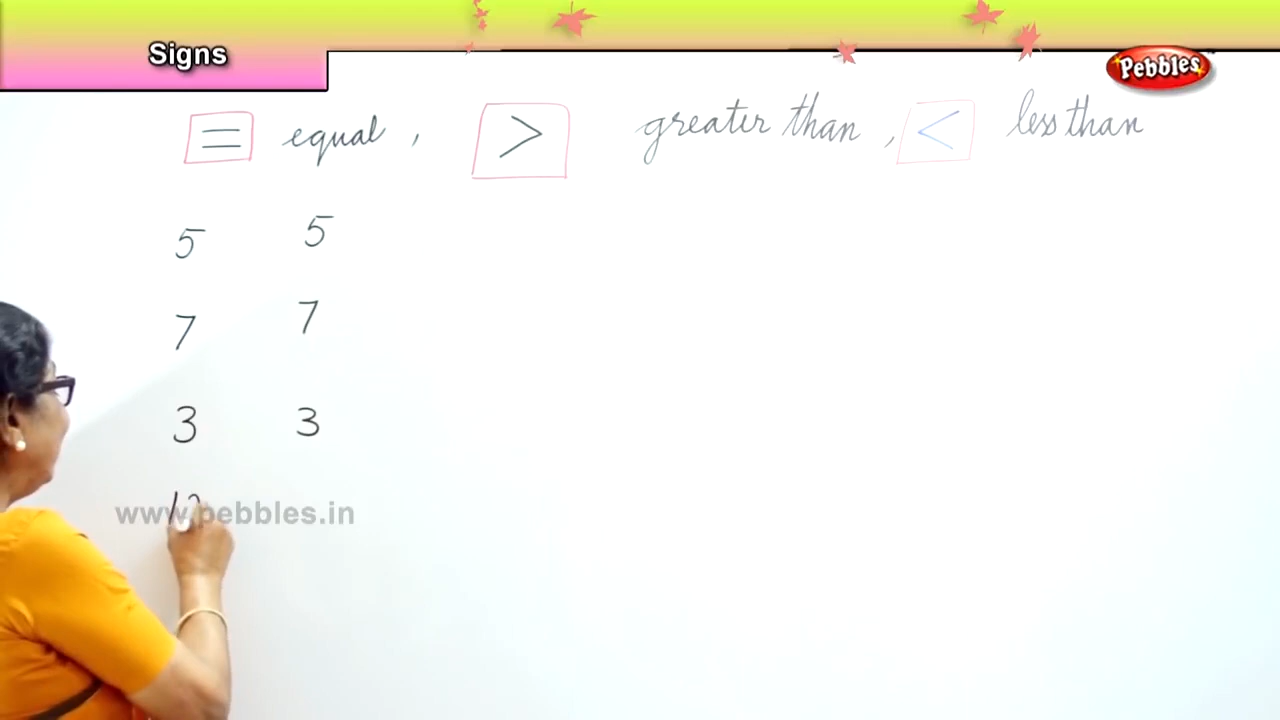 Signs
Pebbles
= equal , > greater than , < less than
5 5
7 7
3 3
www.pebbles.in